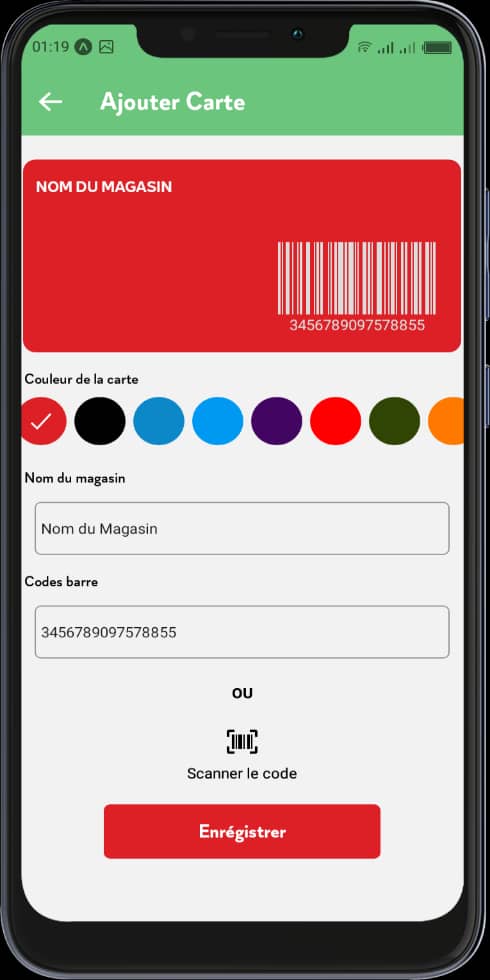 01:19
Ajouter Carte
NOM DU MAGASIN
3456789097578855
Couleur de la carte
Nom du magasin
Nom du Magasin
Codes barre
3456789097578855
OU
Scanner le code
Enrégistrer